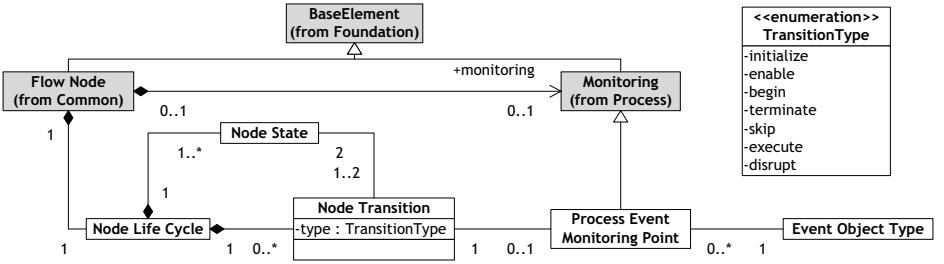 BaseElement
(from Foundation)
<<enumeration>>
TransitionType
-initialize
-enable
-begin
-terminate
-skip
-execute
-disrupt
Flow Node
(from Common)
+monitoring
Monitoring
(from Process)
0..1
0..1
1
Node State
1..*
2
1..2
1
Node Transition
-type : TransitionType
Node Life Cycle
Process Event
Monitoring Point
Event Object Type
1
1
0..*
1
0..1
0..*
1